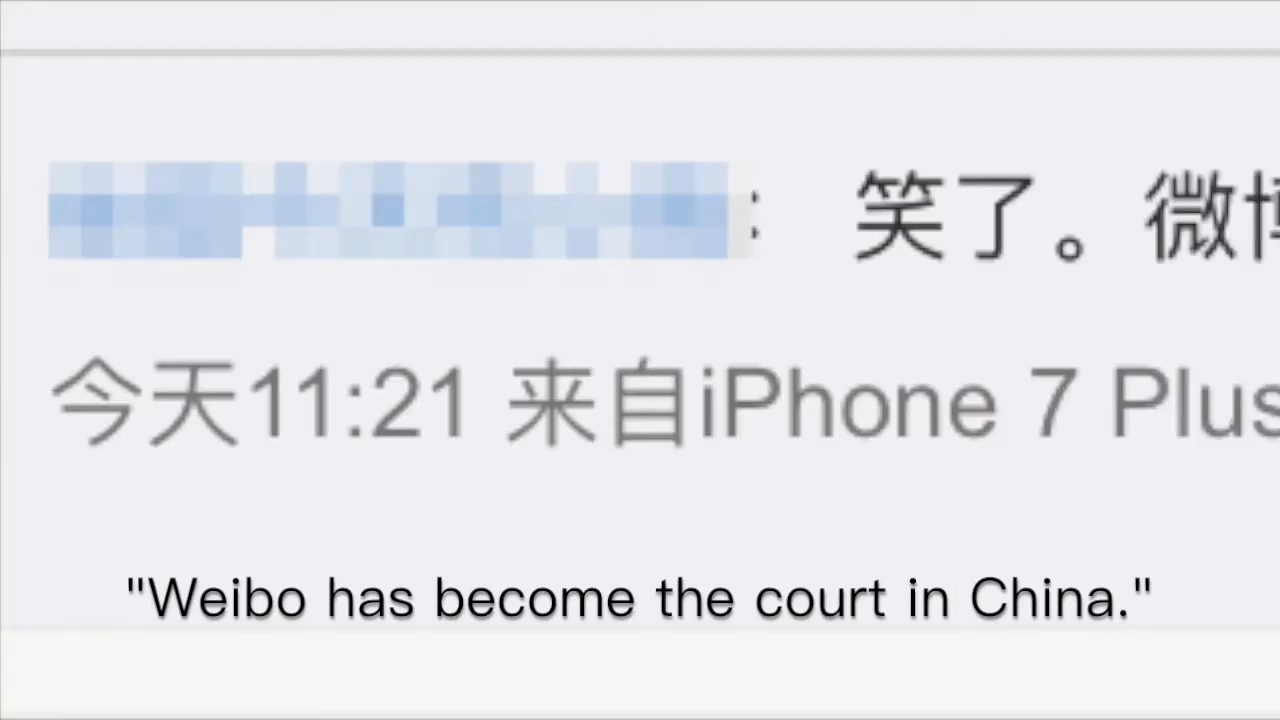 : 笑了。微
今天11:21 来自iPhone 7 Plus
"Weibo has become the court in China."